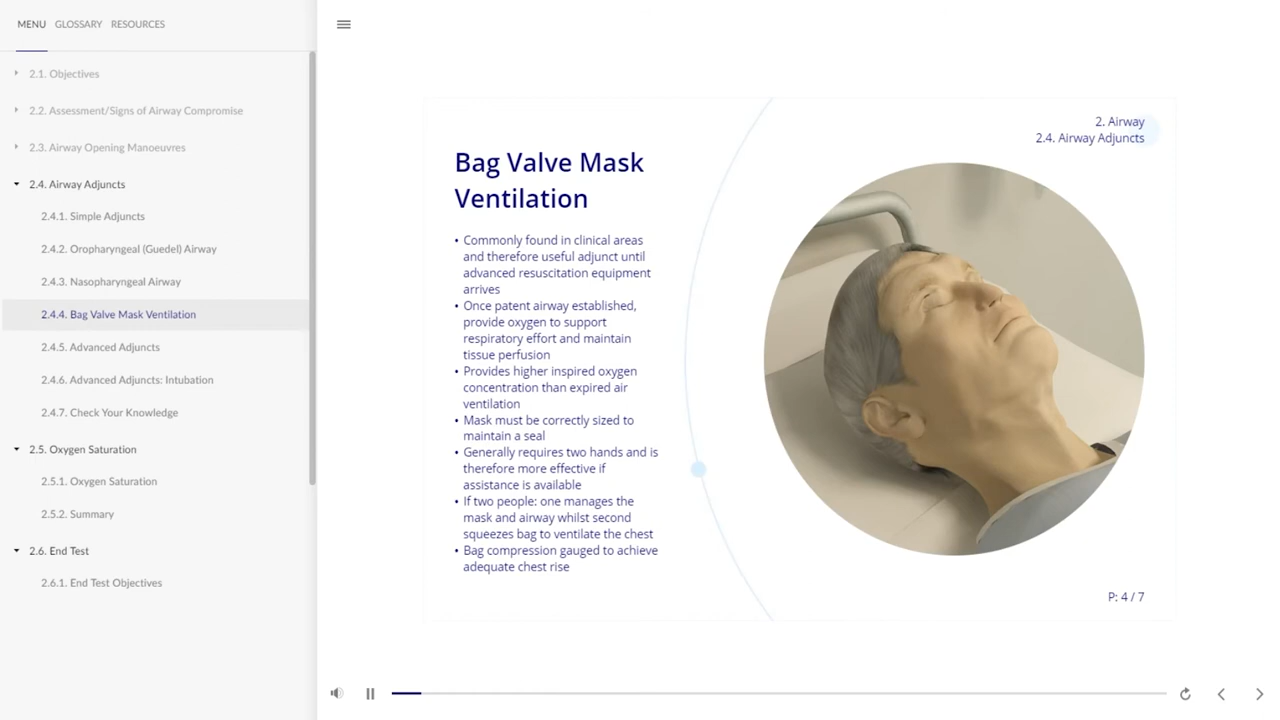 MENU GLOSSARY RESOURCES
2.1. Objectives
2.2. Assessment/Signs of Airway Compromise
2.3. Airway Opening Manoeuvres
2.4. Airway Adjuncts
2.4.1. Simple Adjuncts
2.4.2. Oropharyngeal (Guedel) Airway
2.4.3. Nasopharyngeal Airway
2.4.4. Bag Valve Mask Ventilation
2.4.5. Advanced Adjuncts
2.4.6. Advanced Adjuncts: Intubation
2.4.7. Check Your Knowledge
2.5. Oxygen Saturation
2.5.1. Oxygen Saturation
2.5.2. Summary
2.6. End Test
2.6.1. End Test Objectives
2. Airway
2.4. Airway Adjuncts
Bag Valve Mask
Ventilation
• Commonly found in clinical areas
and therefore useful adjunct until
advanced resuscitation equipment
arrives
• Once patent airway established,
provide oxygen to support
respiratory effort and maintain
tissue perfusion
• Provides higher inspired oxygen
concentration than expired air
ventilation
• Mask must be correctly sized to
maintain a seal
• Generally requires two hands and is
therefore more effective if
assistance is available
• If two people: one manages the
mask and airway whilst second
squeezes bag to ventilate the chest
• Bag compression gauged to achieve
adequate chest rise
P: 4 / 7